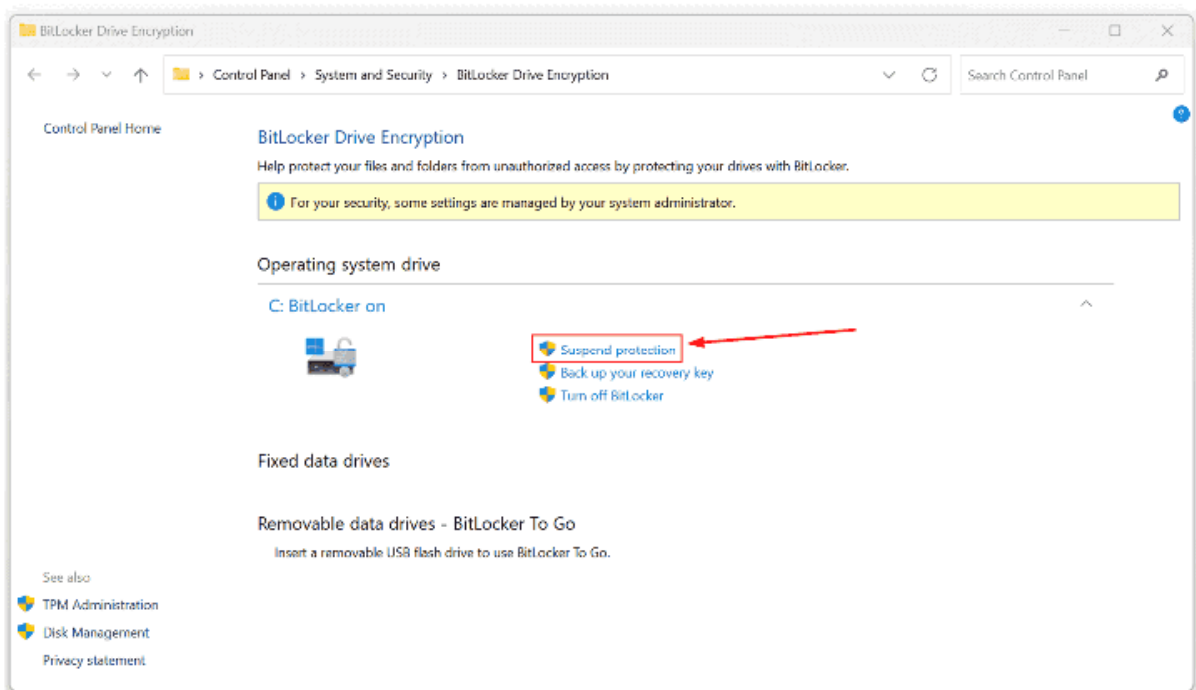 BitLocker Drive Encryption
Control Panel › System and Security › BitLocker Drive Encryption
Search Control Panel
Control Panel Home
BitLocker Drive Encryption
Help protect your files and folders from unauthorized access by protecting your drives with BitLocker.
For your security, some settings are managed by your system administrator.
Operating system drive
C: BitLocker on
Suspend protection
Back up your recovery key
Turn off BitLocker
Fixed data drives
Removable data drives - BitLocker To Go
Insert a removable USB flash drive to use BitLocker To Go.
See also
TPM Administration
Disk Management
Privacy statement